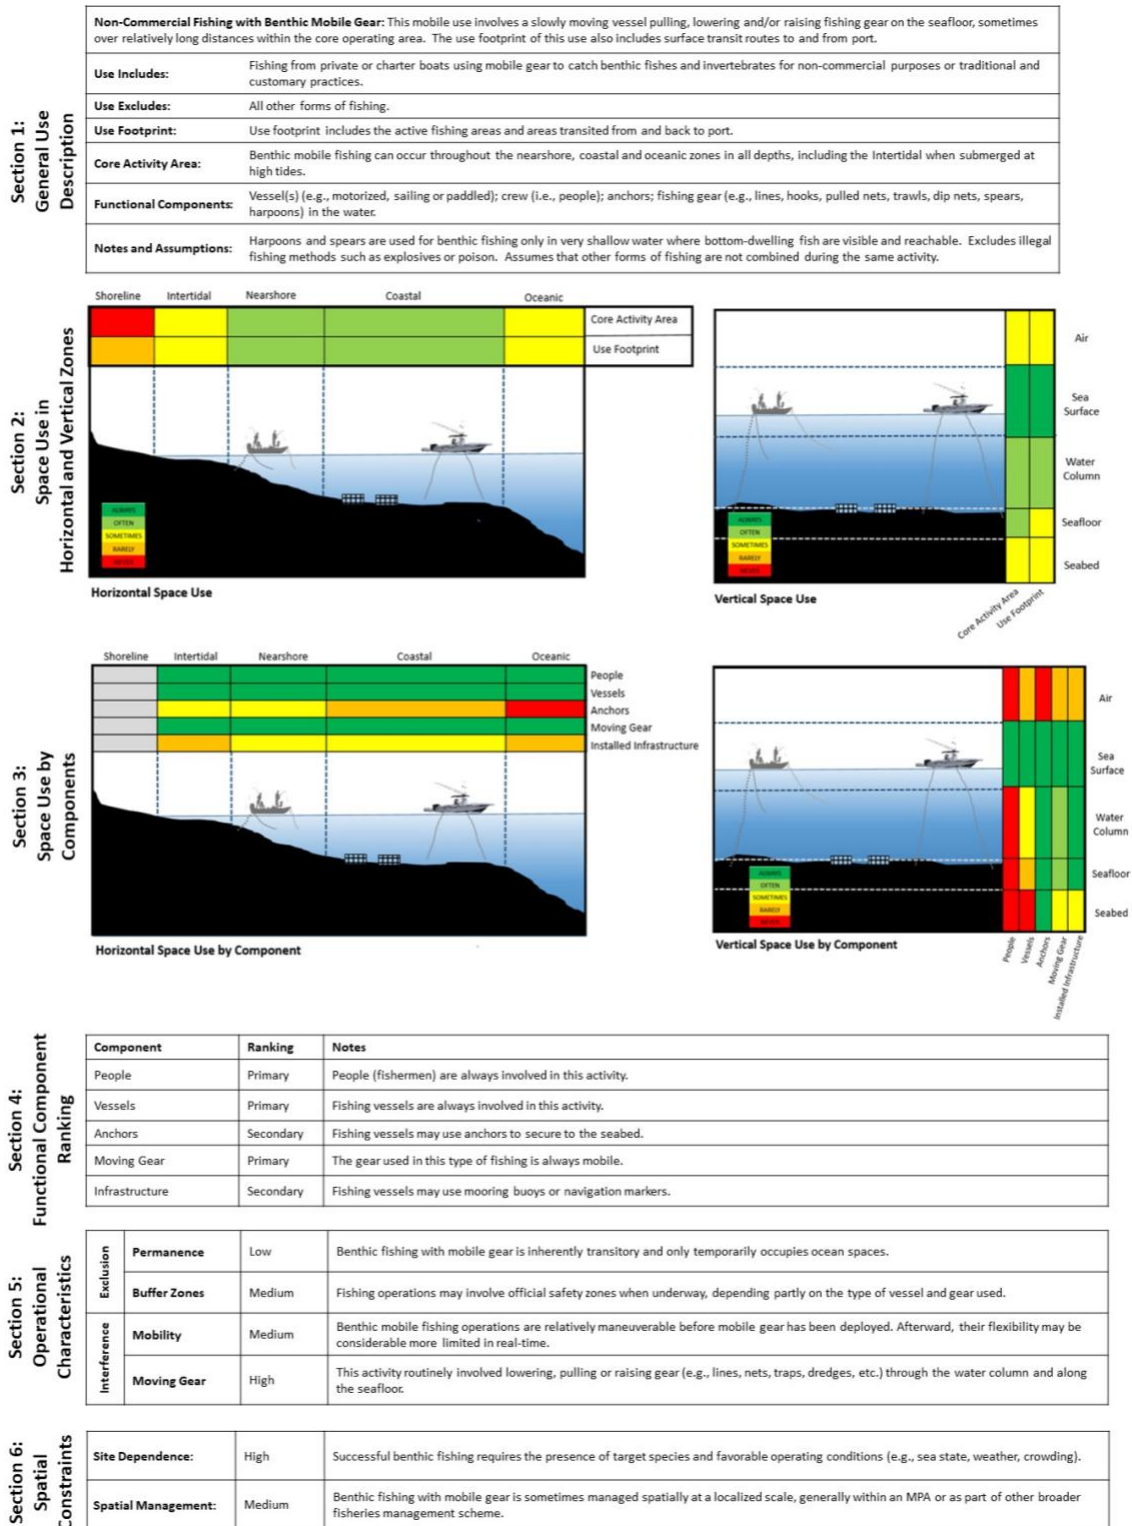 Section 1:
General Use
Description
Non-Commercial Fishing with Benthic Mobile Gear: This mobile use involves a slowly moving vessel pulling, lowering and/or raising fishing gear on the seafloor, sometimes
over relatively long distances within the core operating area. The use footprint of this use also includes surface transit routes to and from port.
Use Includes: Fishing from private or charter boats using mobile gear to catch benthic fishes and invertebrates for non-commercial purposes or traditional and
customary practices.
Use Excludes: All other forms of fishing.
Use Footprint: Use footprint includes the active fishing areas and areas transited from and back to port.
Core Activity Area: Benthic mobile fishing can occur throughout the nearshore, coastal and oceanic zones in all depths, including the Intertidal when submerged at
high tides.
Functional Components: Vessel(s) (e.g., motorized, sailing or paddled); crew (i.e., people); anchors; fishing gear (e.g., lines, hooks, pulled nets, trawls, dip nets, spears,
harpoons) in the water.
Notes and Assumptions: Harpoons and spears are used for benthic fishing only in very shallow water where bottom-dwelling fish are visible and reachable. Excludes illegal
fishing methods such as explosives or poison. Assumes that other forms of fishing are not combined during the same activity.
Section 2:
Space Use in
Horizontal and Vertical Zones
Shoreline Intertidal Nearshore Coastal Oceanic
Core Activity Area
Use Footprint
ALWAYS
OFTEN
SOMETIMES
RARELY
NEVER
Horizontal Space Use
Air
Sea
Surface
Water
Column
Seafloor
Seabed
ALWAYS
OFTEN
SOMETIMES
RARELY
NEVER
Vertical Space Use
Core Activity Area
Use Footprint
Section 3:
Space Use by
Components
Shoreline Intertidal Nearshore Coastal Oceanic
People
Vessels
Anchors
Moving Gear
Installed Infrastructure
Horizontal Space Use by Component
Air
Sea
Surface
Water
Column
Seafloor
Seabed
ALWAYS
OFTEN
SOMETIMES
RARELY
NEVER
Vertical Space Use by Component
People
Vessels
Anchors
Moving Gear
Installed Infrastructure
Section 4:
Functional Component
Ranking
Component Ranking Notes
People Primary People (fishermen) are always involved in this activity.
Vessels Primary Fishing vessels are always involved in this activity.
Anchors Secondary Fishing vessels may use anchors to secure to the seabed.
Moving Gear Primary The gear used in this type of fishing is always mobile.
Infrastructure Secondary Fishing vessels may use mooring buoys or navigation markers.
Section 5:
Operational
Characteristics
Exclusion
Permanence Low Benthic fishing with mobile gear is inherently transitory and only temporarily occupies ocean spaces.
Buffer Zones Medium Fishing operations may involve official safety zones when underway, depending partly on the type of vessel and gear used.
Interference
Mobility Medium Benthic mobile fishing operations are relatively maneuverable before mobile gear has been deployed. Afterward, their flexibility may be
considerable more limited in real-time.
Moving Gear High This activity routinely involved lowering, pulling or raising gear (e.g., lines, nets, traps, dredges, etc.) through the water column and along
the seafloor.
Section 6:
Spatial
Constraints
Site Dependence: High Successful benthic fishing requires the presence of target species and favorable operating conditions (e.g., sea state, weather, crowding).
Spatial Management: Medium Benthic fishing with mobile gear is sometimes managed spatially at a localized scale, generally within an MPA or as part of other broader
fisheries management scheme.